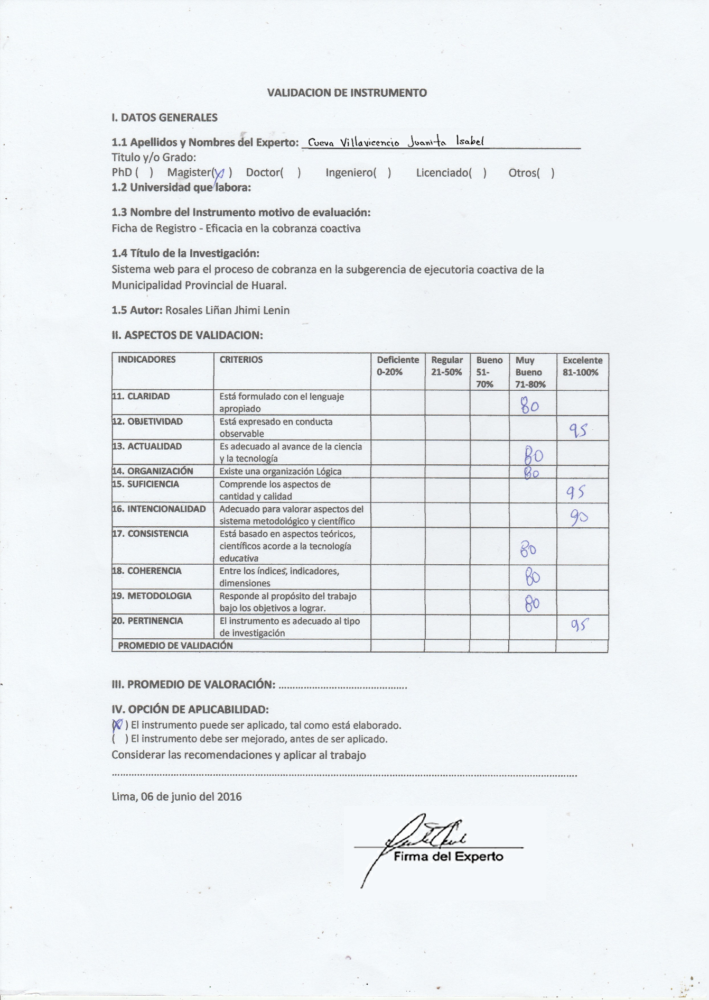 VALIDACION DE INSTRUMENTO
I. DATOS GENERALES
1.1 Apellidos y Nombres del Experto: Cueva Villavicencio Juanita Isabel
Titulo y/o Grado:
PhD ( ) Magister(X) Doctor( ) Ingeniero( ) Licenciado( ) Otros( )
1.2 Universidad que labora:
1.3 Nombre del Instrumento motivo de evaluación:
Ficha de Registro - Eficacia en la cobranza coactiva
1.4 Título de la Investigación:
Sistema web para el proceso de cobranza en la subgerencia de ejecutoria coactiva de la
Municipalidad Provincial de Huaral.
1.5 Autor: Rosales Liñan Jhimi Lenin
II. ASPECTOS DE VALIDACION:
INDICADORES CRITERIOS Deficiente Regular Bueno Muy Excelente
0-20% 21-50% 51- Bueno 81-100%
70% 71-80%
11. CLARIDAD Está formulado con el lenguaje
apropiado 80
12. OBJETIVIDAD Está expresado en conducta
observable 95
13. ACTUALIDAD Es adecuado al avance de la ciencia
y la tecnología 80
14. ORGANIZACIÓN Existe una organización Lógica 80
15. SUFICIENCIA Comprende los aspectos de
cantidad y calidad 95
16. INTENCIONALIDAD Adecuado para valorar aspectos del
sistema metodológico y científico 90
17. CONSISTENCIA Está basado en aspectos teóricos,
científicos acorde a la tecnología 80
educativa
18. COHERENCIA Entre los índices, indicadores,
dimensiones 80
19. METODOLOGIA Responde al propósito del trabajo
bajo los objetivos a lograr. 80
20. PERTINENCIA El instrumento es adecuado al tipo 95
de investigación
PROMEDIO DE VALIDACIÓN
III. PROMEDIO DE VALORACIÓN: ..............................................
IV. OPCIÓN DE APLICABILIDAD:
(X) El instrumento puede ser aplicado, tal como está elaborado.
( ) El instrumento debe ser mejorado, antes de ser aplicado.
Considerar las recomendaciones y aplicar al trabajo
Lima, 06 de junio del 2016
Firma del Experto